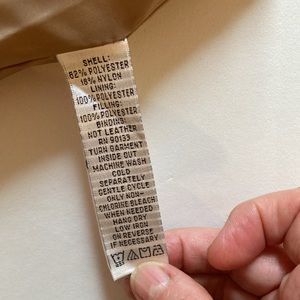 SHELL:
82% POLYESTER
18% NYLON
LINING:
100% POLYESTER
FILLING:
100% POLYESTER
BINDING:
NOT LEATHER
RN 90133
TURN GARMENT
INSIDE OUT
MACHINE WASH
COLD
SEPARATELY
GENTLE CYCLE
ONLY NON-
CHLORINE BLEACH
WHEN NEEDED
HANG DRY
LOW IRON
ON REVERSE
IF NECESSARY